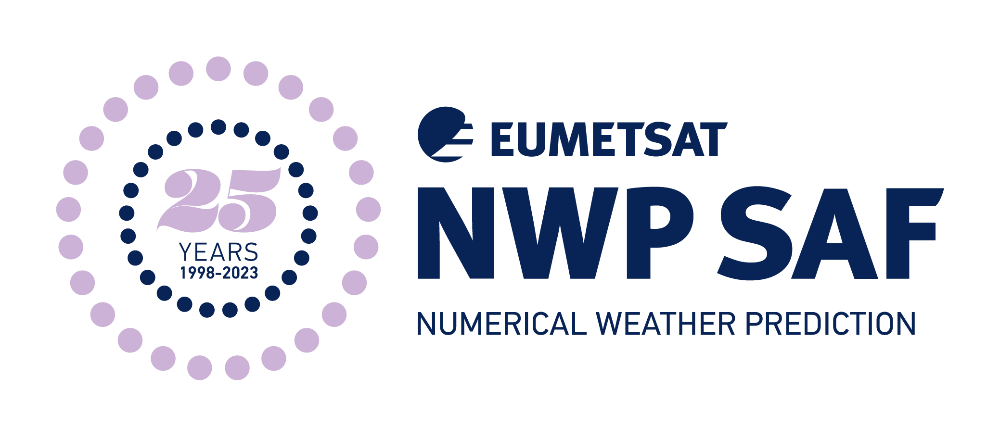 25
YEARS
1998-2023
EUMETSAT
NWP SAF
NUMERICAL WEATHER PREDICTION